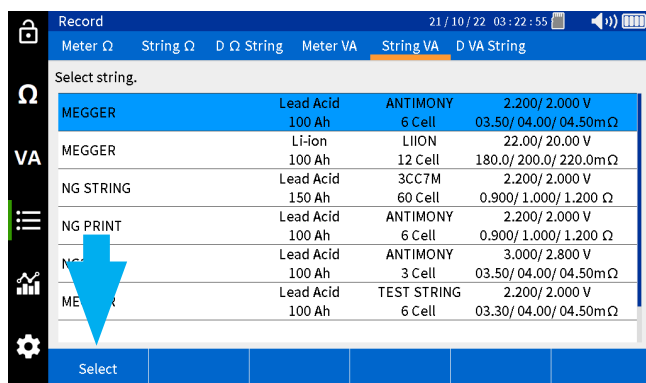 Record 21/10/22 03:22:55
Meter Ω String Ω D Ω String Meter VA String VA D VA String
Select string.
Ω
VA
MEGGER Lead Acid ANTIMONY 2.200/ 2.000 V
100 Ah 6 Cell 03.50/ 04.00/ 04.50mΩ
MEGGER Li-ion LIION 22.00/ 20.00 V
100 Ah 12 Cell 180.0/ 200.0/ 220.0mΩ
NG STRING Lead Acid 3CC7M 2.200/ 2.000 V
150 Ah 60 Cell 0.900/ 1.000/ 1.200 Ω
NG PRINT Lead Acid ANTIMONY 2.200/ 2.000 V
100 Ah 6 Cell 0.900/ 1.000/ 1.200 Ω
Lead Acid ANTIMONY 3.000/ 2.800 V
100 Ah 3 Cell 03.50/ 04.00/ 04.50mΩ
Lead Acid TEST STRING 2.200/ 2.000 V
100 Ah 6 Cell 03.30/ 04.00/ 04.50mΩ
Select